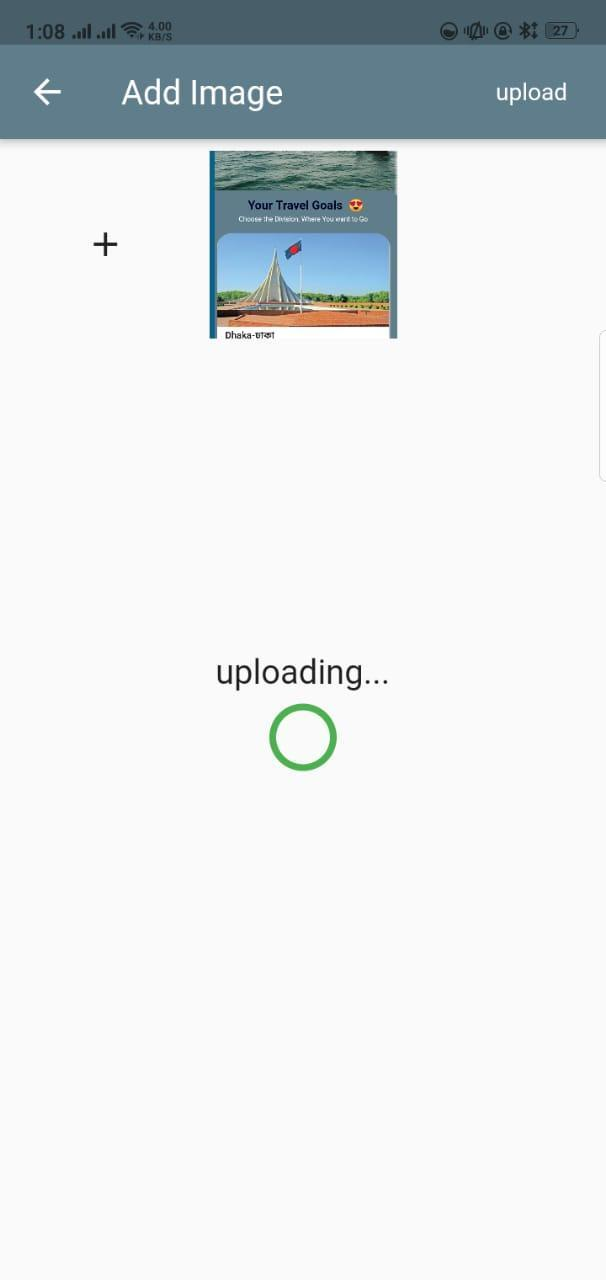 1:08 4.00 KB/S 27
Add Image upload
+
Your Travel Goals 😍
Choose the Division, Where You want to Go
Dhaka-ঢাকা
uploading...